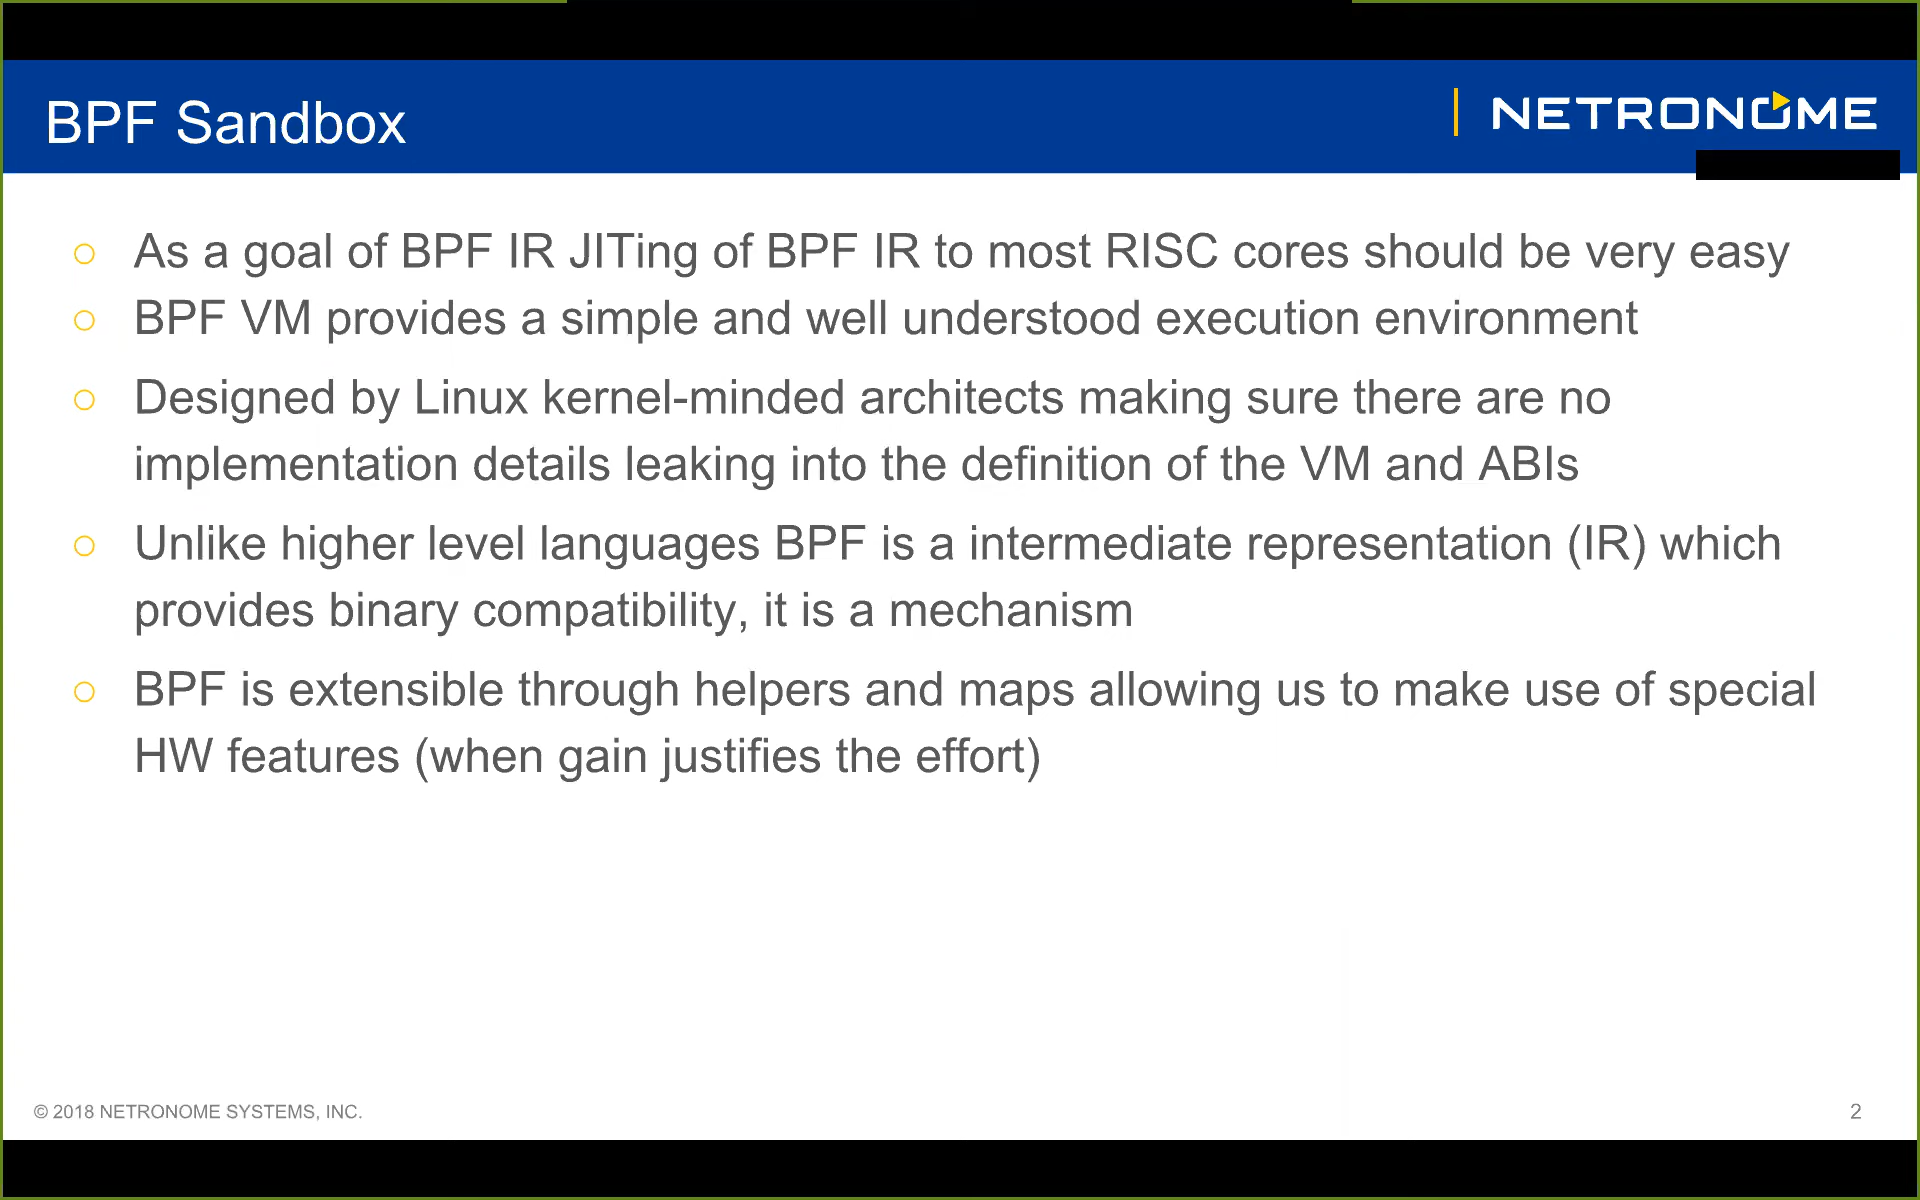 BPF Sandbox
NETRONOME
○ As a goal of BPF IR JITing of BPF IR to most RISC cores should be very easy
○ BPF VM provides a simple and well understood execution environment
○ Designed by Linux kernel-minded architects making sure there are no
implementation details leaking into the definition of the VM and ABIs
○ Unlike higher level languages BPF is a intermediate representation (IR) which
provides binary compatibility, it is a mechanism
○ BPF is extensible through helpers and maps allowing us to make use of special
HW features (when gain justifies the effort)
© 2018 NETRONOME SYSTEMS, INC.
2